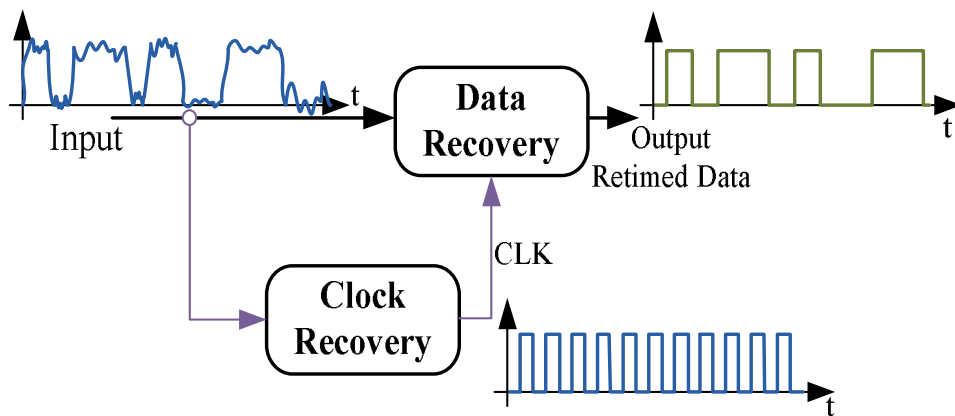 t
Input
Data
Recovery
Output
Retimed Data
t
CLK
Clock
Recovery
t